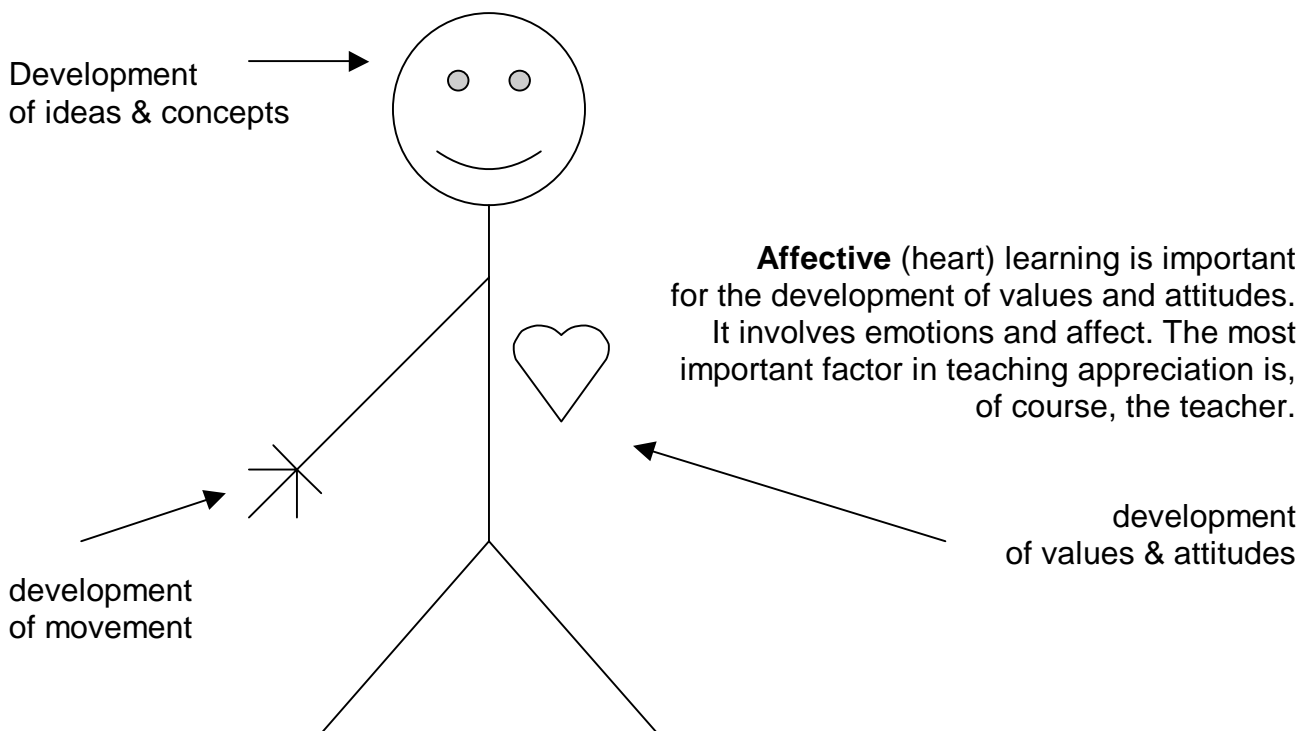 Development
of ideas & concepts
Affective (heart) learning is important
for the development of values and attitudes.
It involves emotions and affect. The most
important factor in teaching appreciation is,
of course, the teacher.
development
of values & attitudes
development
of movement